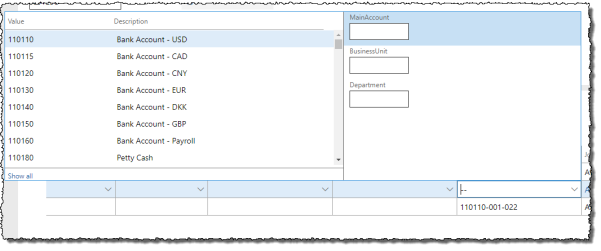 Value Description
110110 Bank Account - USD
110115 Bank Account - CAD
110120 Bank Account - CNY
110130 Bank Account - EUR
110140 Bank Account - DKK
110150 Bank Account - GBP
110160 Bank Account - Payroll
110180 Petty Cash
Show all
MainAccount
BusinessUnit
Department
--
110110-001-022